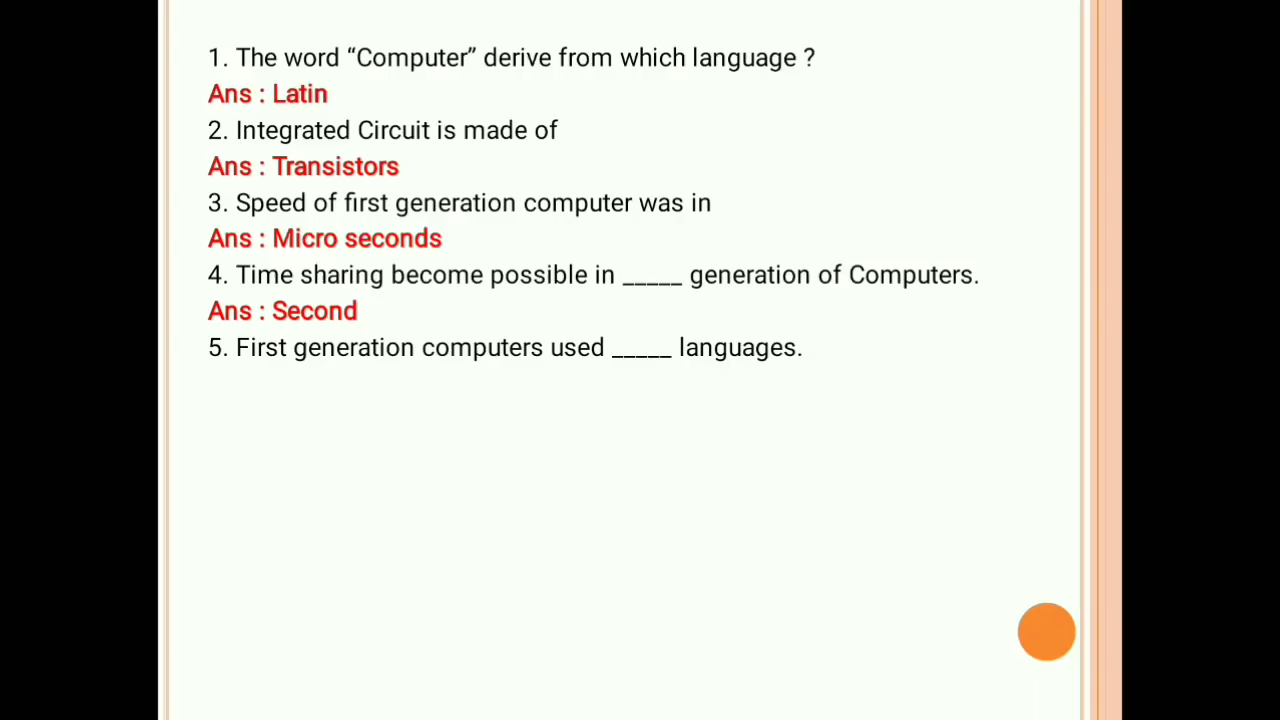 1. The word “Computer” derive from which language ?
Ans : Latin
2. Integrated Circuit is made of
Ans : Transistors
3. Speed of first generation computer was in
Ans : Micro seconds
4. Time sharing become possible in _____ generation of Computers.
Ans : Second
5. First generation computers used _____ languages.